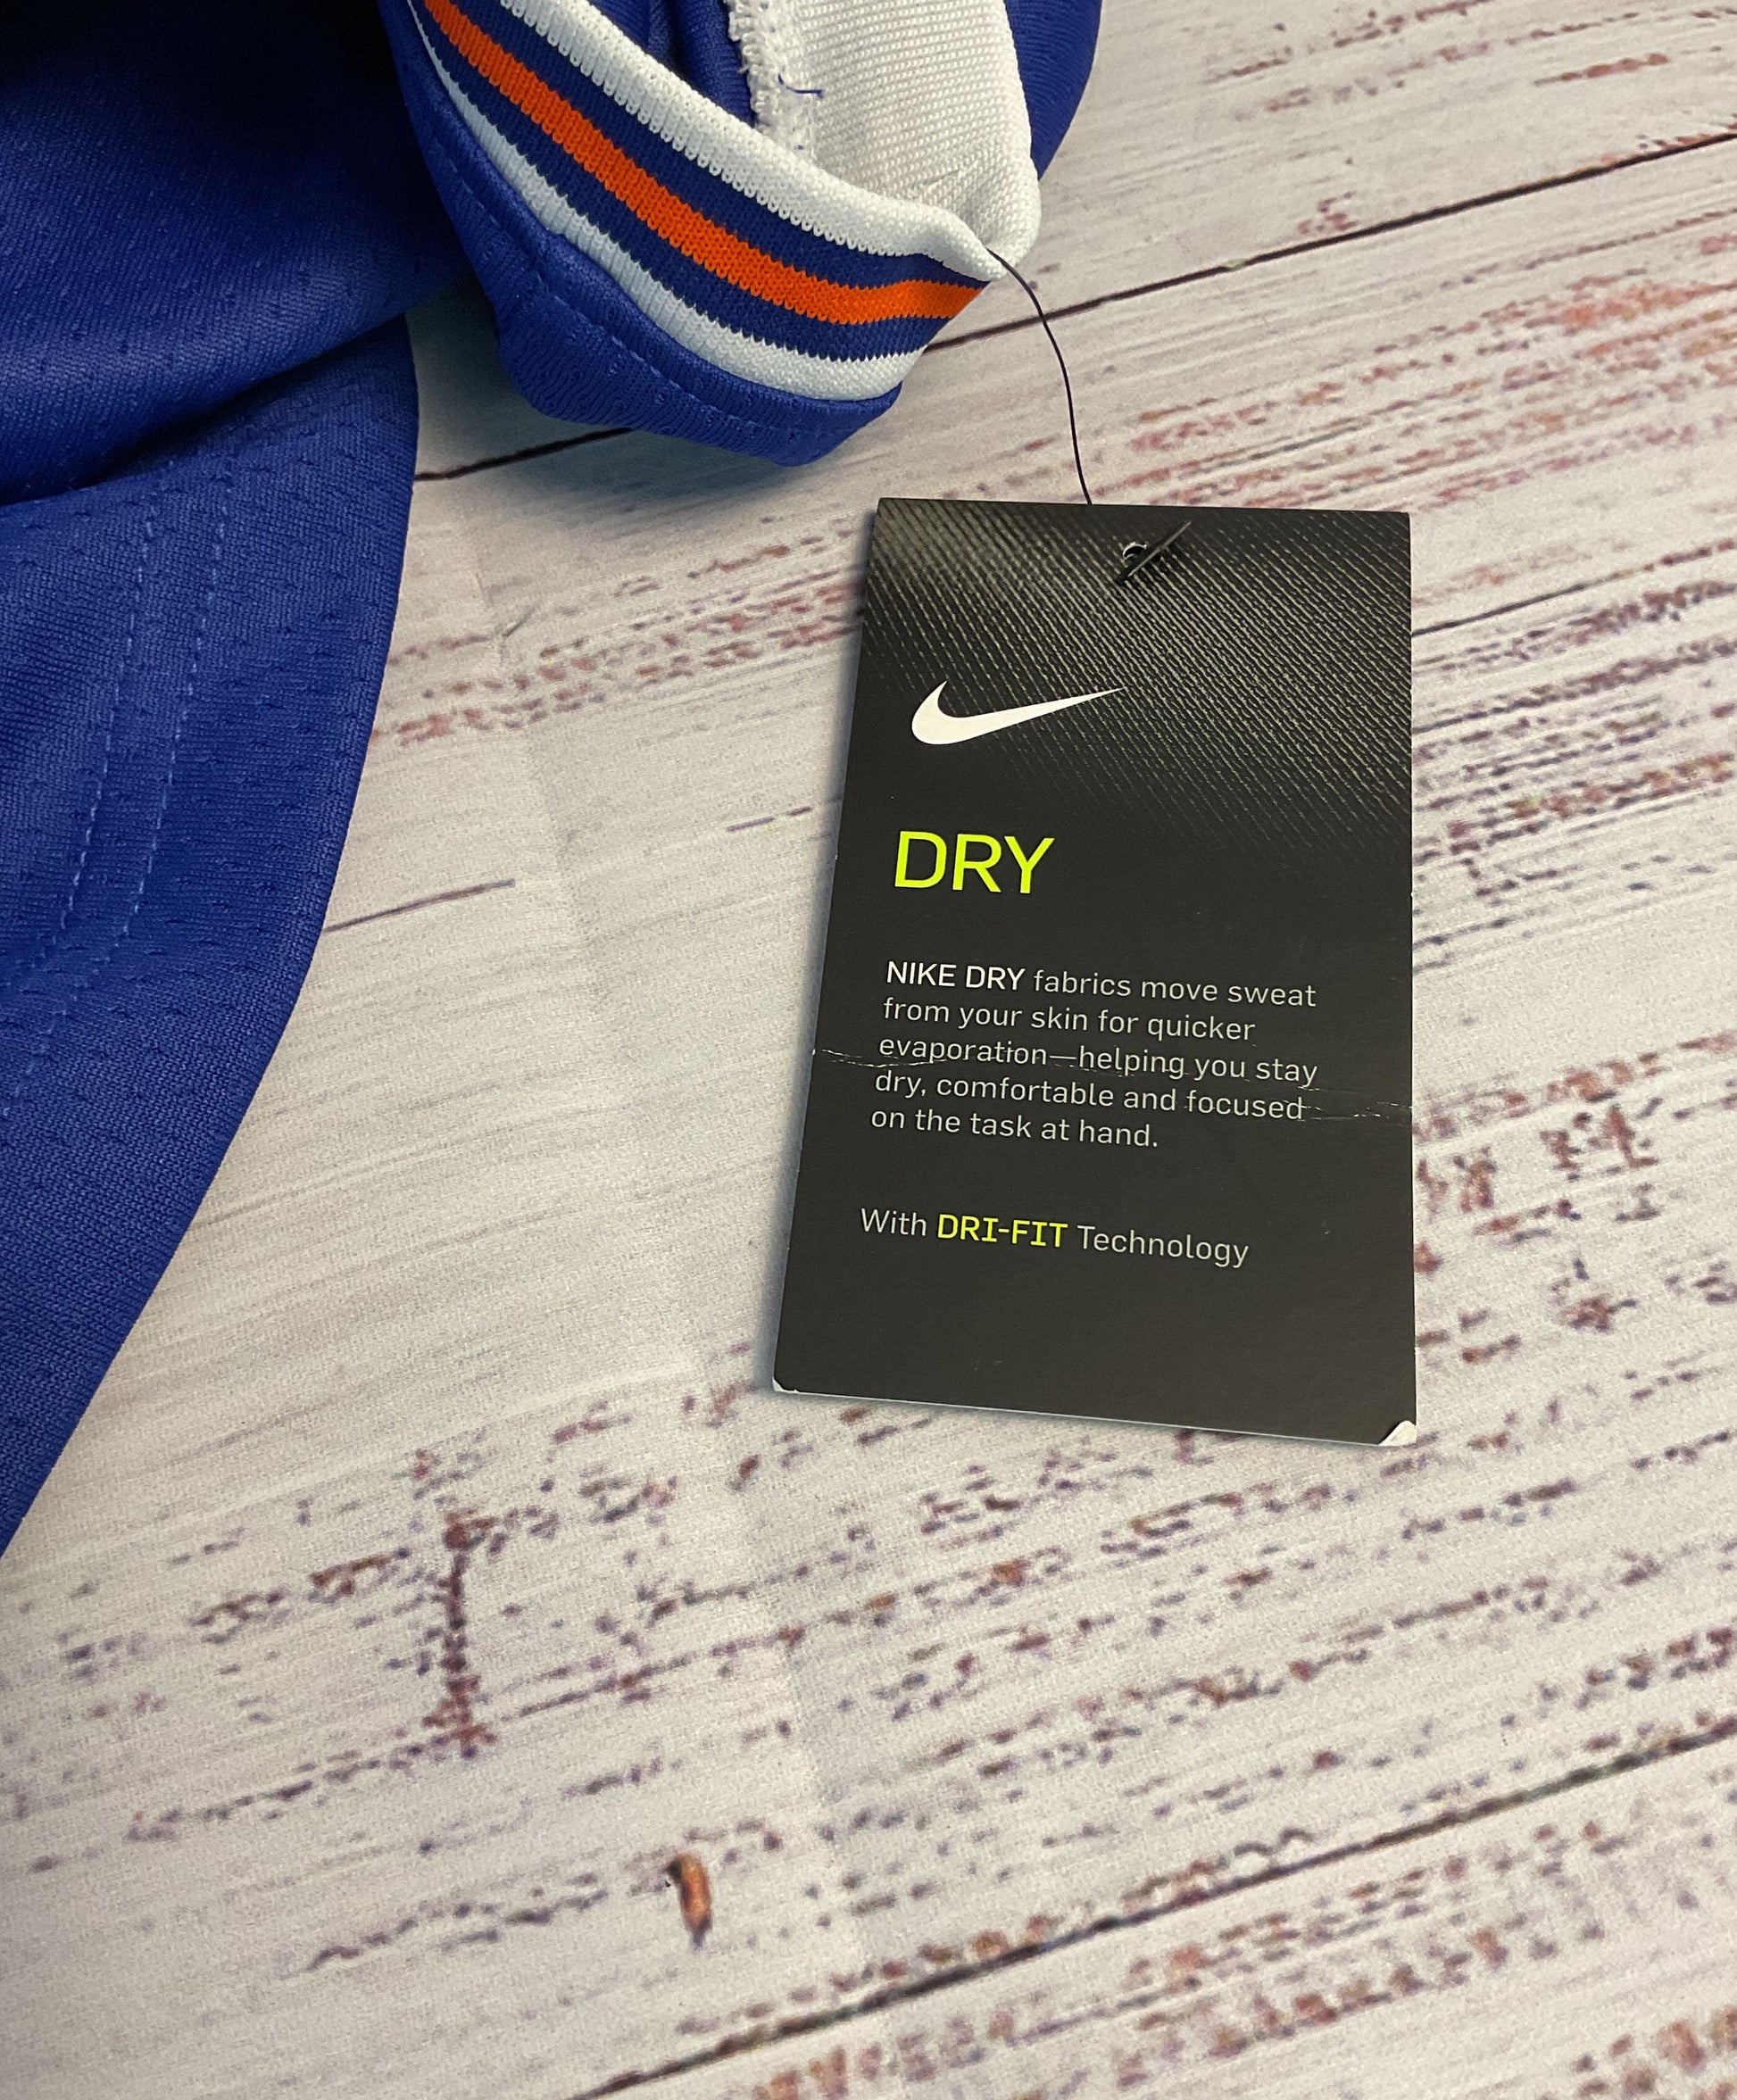 DRY
NIKE DRY fabrics move sweat
from your skin for quicker
evaporation—helping you stay
dry, comfortable and focused
on the task at hand.
With DRI-FIT Technology